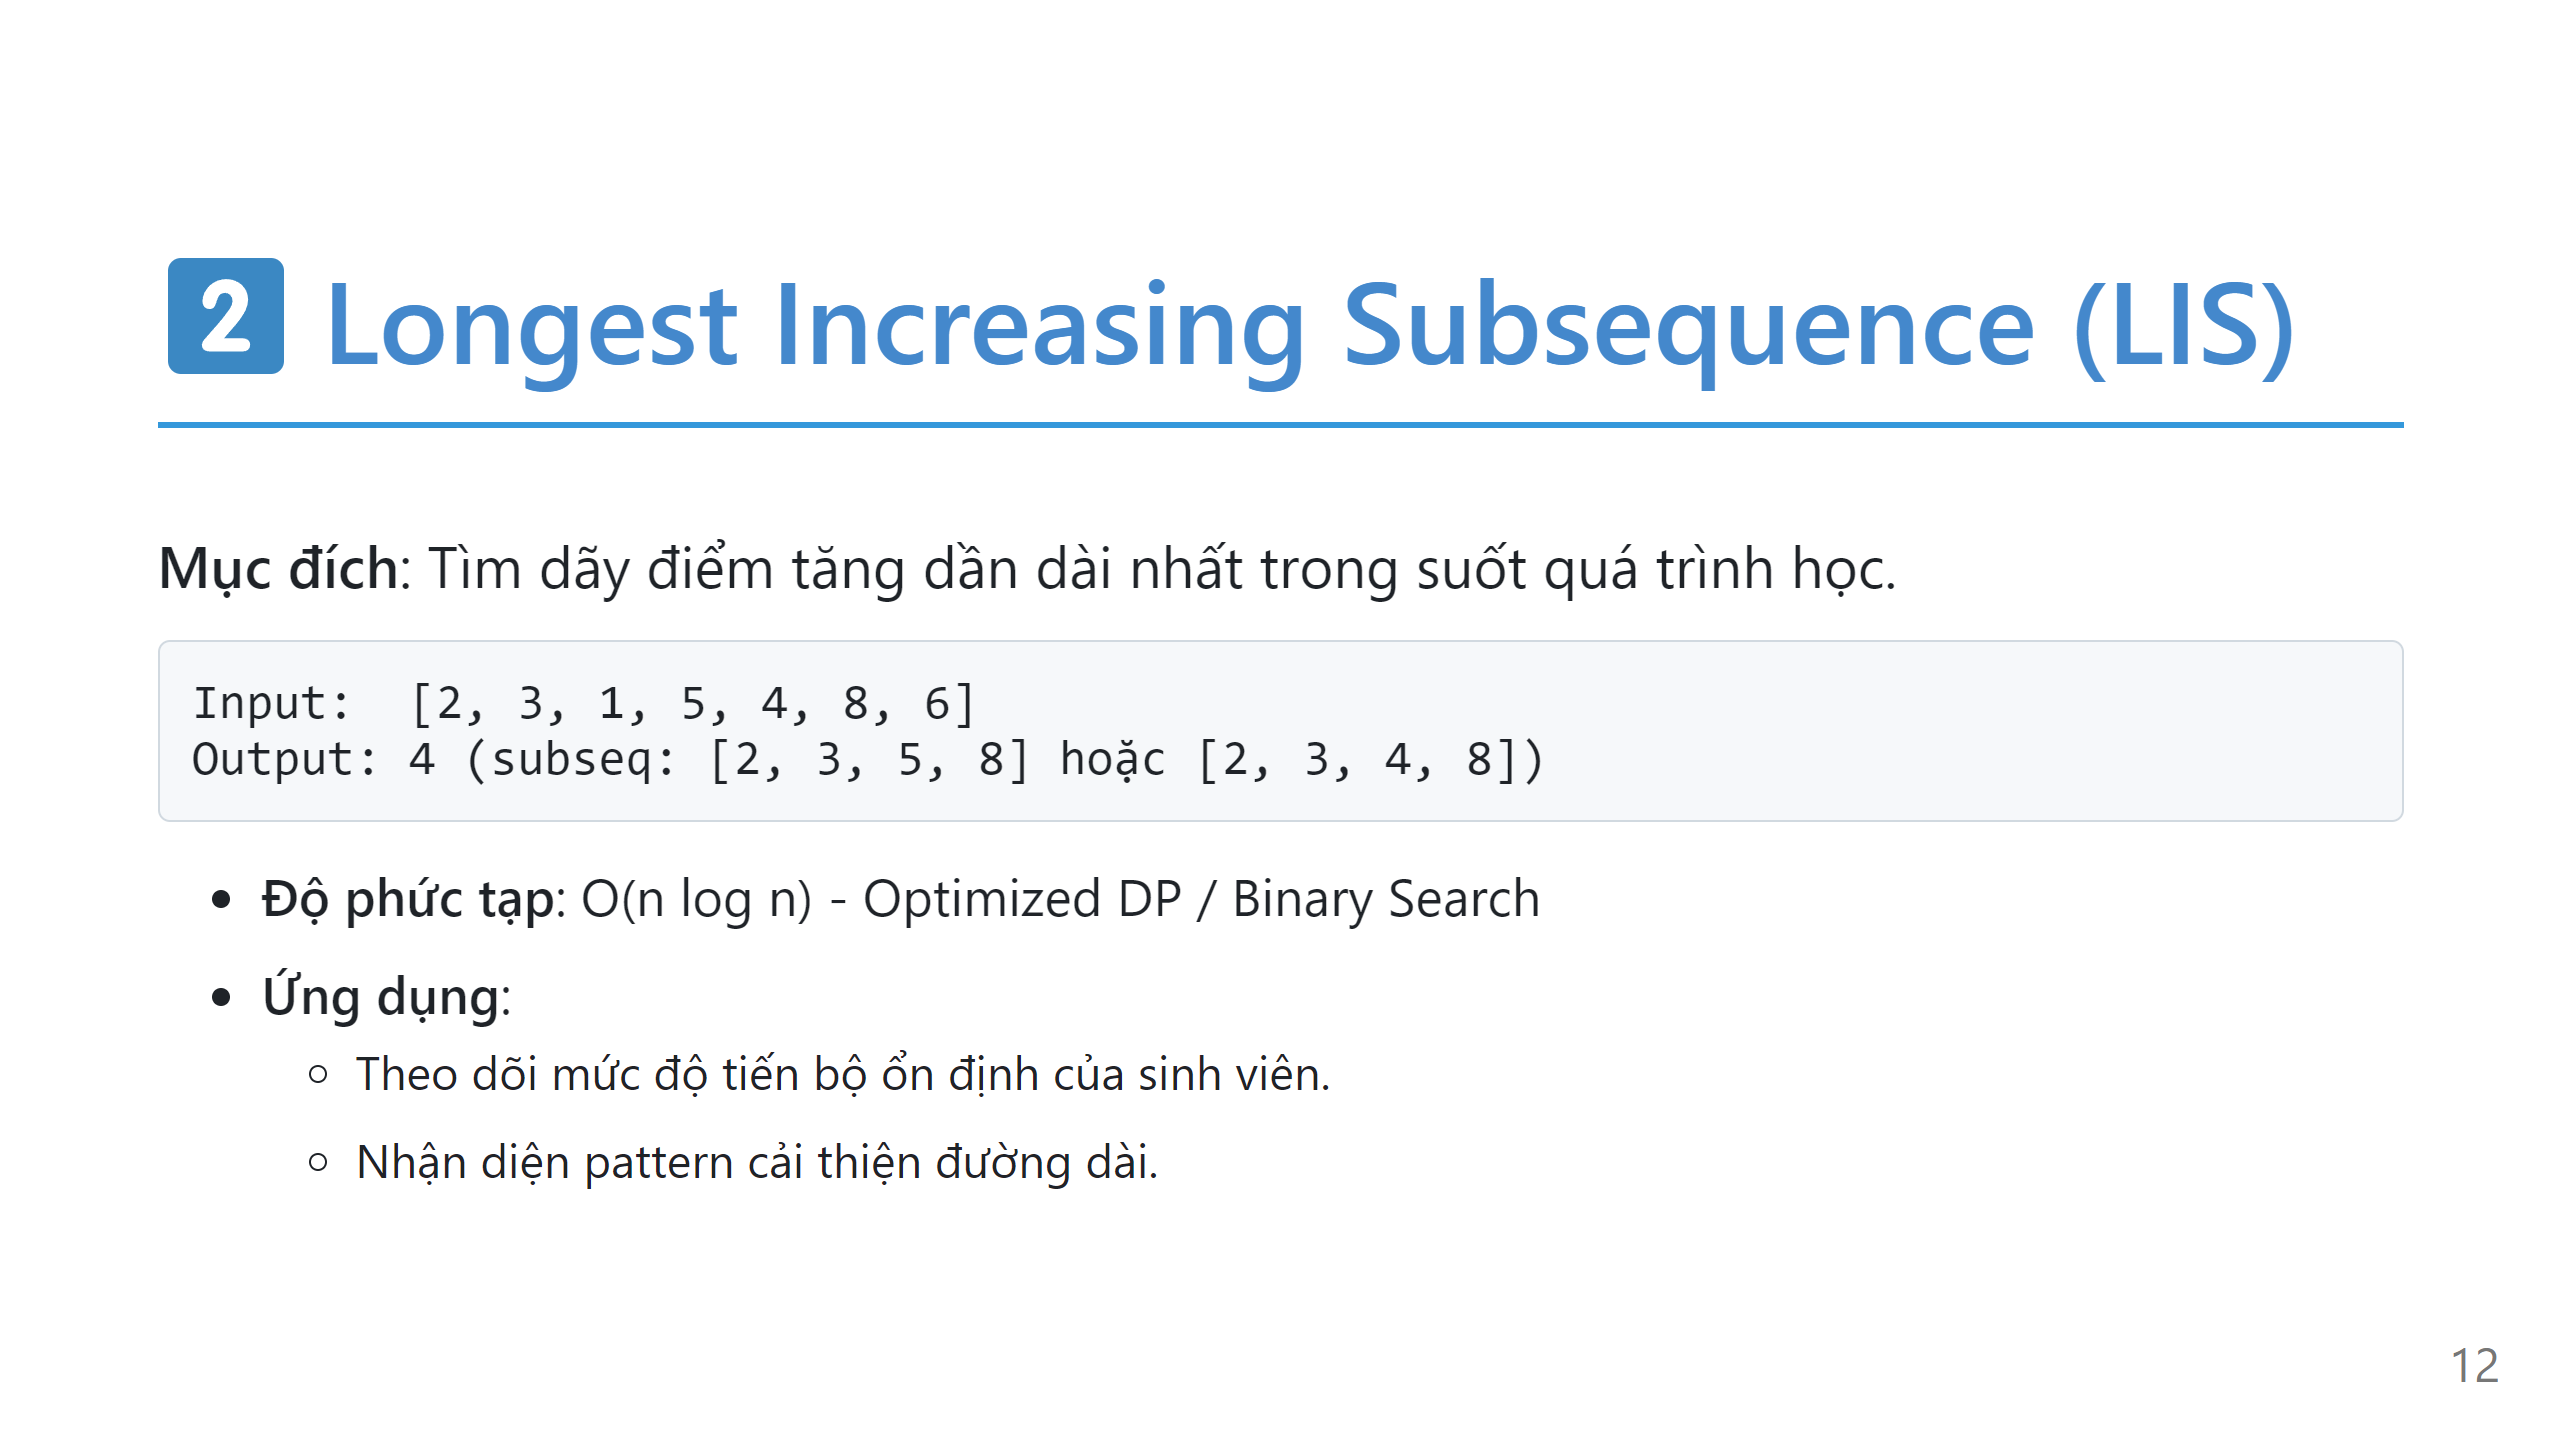 2 Longest Increasing Subsequence (LIS)
Mục đích: Tìm dãy điểm tăng dần dài nhất trong suốt quá trình học.
Input:  [2, 3, 1, 5, 4, 8, 6]
Output: 4 (subseq: [2, 3, 5, 8] hoặc [2, 3, 4, 8])
Độ phức tạp: O(n log n) - Optimized DP / Binary Search
Ứng dụng:
Theo dõi mức độ tiến bộ ổn định của sinh viên.
Nhận diện pattern cải thiện đường dài.
12